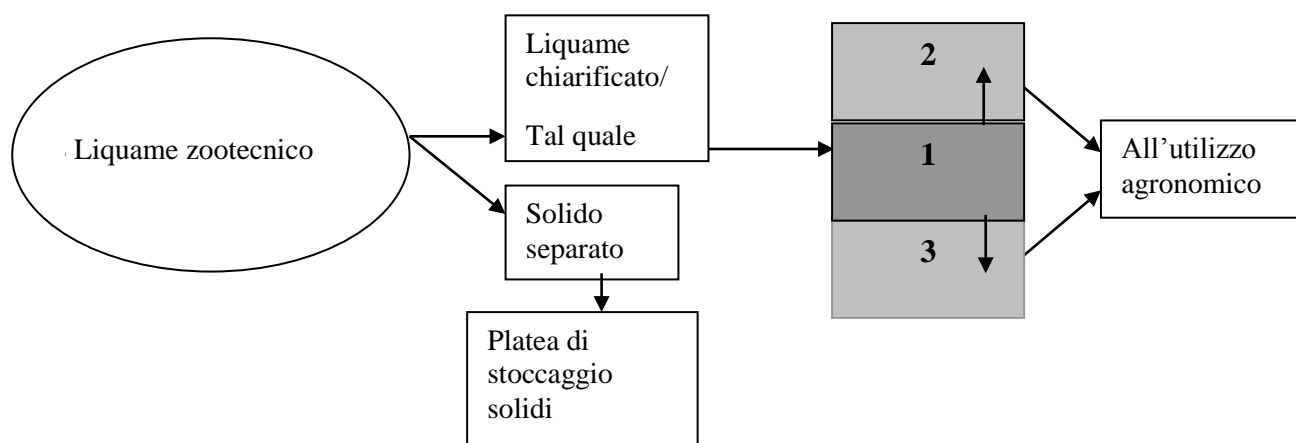 Liquame zootecnico
Liquame
chiarificato/
Tal quale
Solido
separato
Platea di
stoccaggio
solidi
2
1
3
All’utilizzo
agronomico